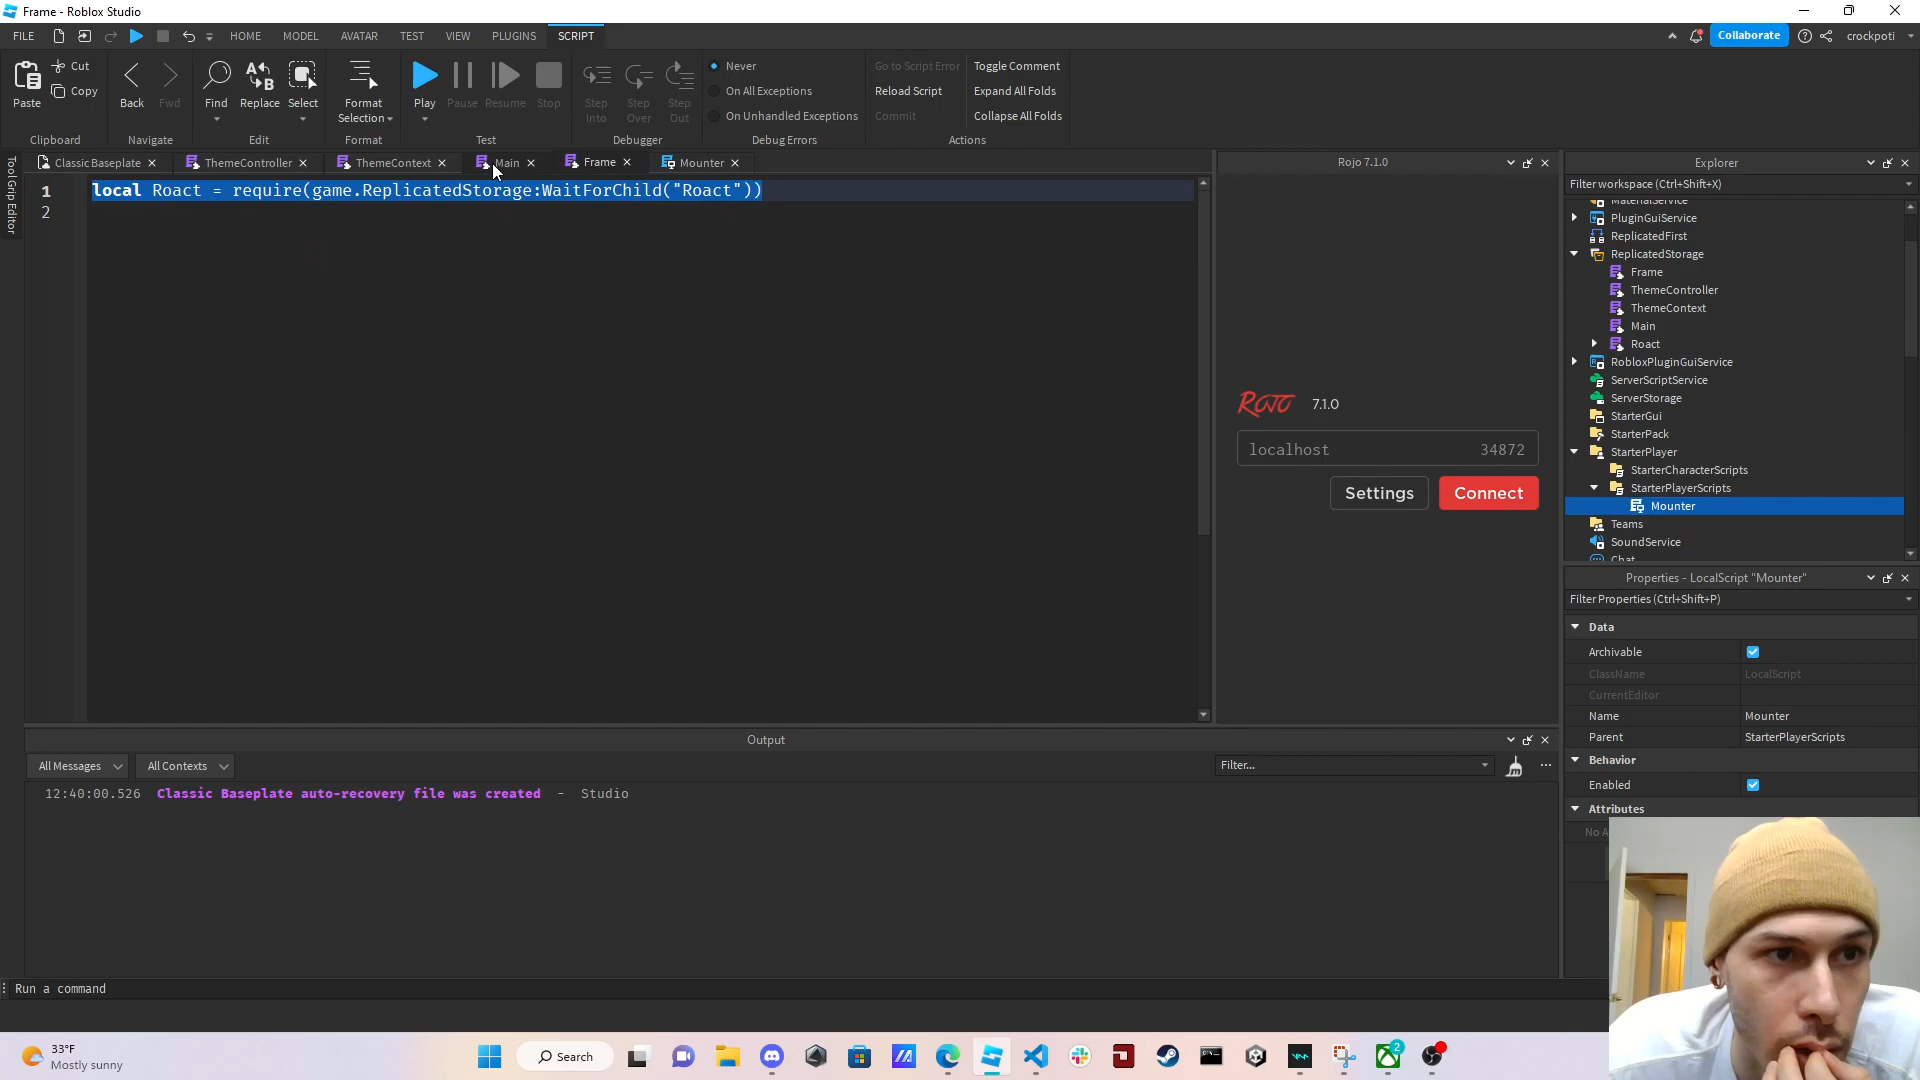 Frame - Roblox Studio
FILE
HOME
MODEL
AVATAR
TEST
VIEW
PLUGINS
SCRIPT
Collaborate
crockpoti
Paste
Cut
Copy
Clipboard
Back
Fwd
Navigate
Find
Replace
Select
Edit
Format
Selection
Format
Play
Pause
Resume
Stop
Test
Step
Into
Step
Over
Step
Out
Debugger
Never
On All Exceptions
On Unhandled Exceptions
Debug Errors
Go to Script Error
Reload Script
Commit
Toggle Comment
Expand All Folds
Collapse All Folds
Actions
Tool Grip Editor
Classic Baseplate
ThemeController
ThemeContext
Main
Frame
Mounter
1 local Roact = require(game.ReplicatedStorage:WaitForChild("Roact"))
2
Rojo 7.1.0
ROJO 7.1.0
localhost 34872
Settings
Connect
Explorer
Filter workspace (Ctrl+Shift+X)
MaterialService
PluginGuiService
ReplicatedFirst
ReplicatedStorage
Frame
ThemeController
ThemeContext
Main
Roact
RobloxPluginGuiService
ServerScriptService
ServerStorage
StarterGui
StarterPack
StarterPlayer
StarterCharacterScripts
StarterPlayerScripts
Mounter
Teams
SoundService
Chat
Properties - LocalScript "Mounter"
Filter Properties (Ctrl+Shift+P)
Data
Archivable
ClassName LocalScript
CurrentEditor
Name Mounter
Parent StarterPlayerScripts
Behavior
Enabled
Attributes
No A
Output
All Messages
All Contexts
Filter...
12:40:00.526 Classic Baseplate auto-recovery file was created - Studio
Run a command
33°F
Mostly sunny
Search
2